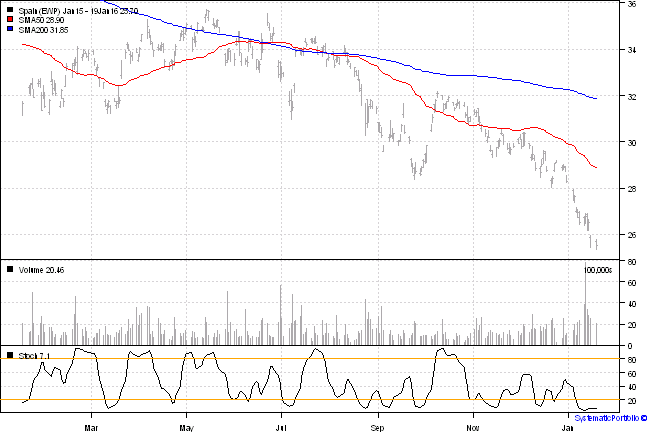 Spain (EWP) Jan15 - 19Jan16 25.70
SMA50 28.90
SMA200 31.85
36
34
32
30
28
26
Volume 20.46
100,000s
80
60
40
20
0
Stoch 7.1
80
60
40
20
Mar
May
Jul
Sep
Nov
Jan
SystematicPortfolio ©